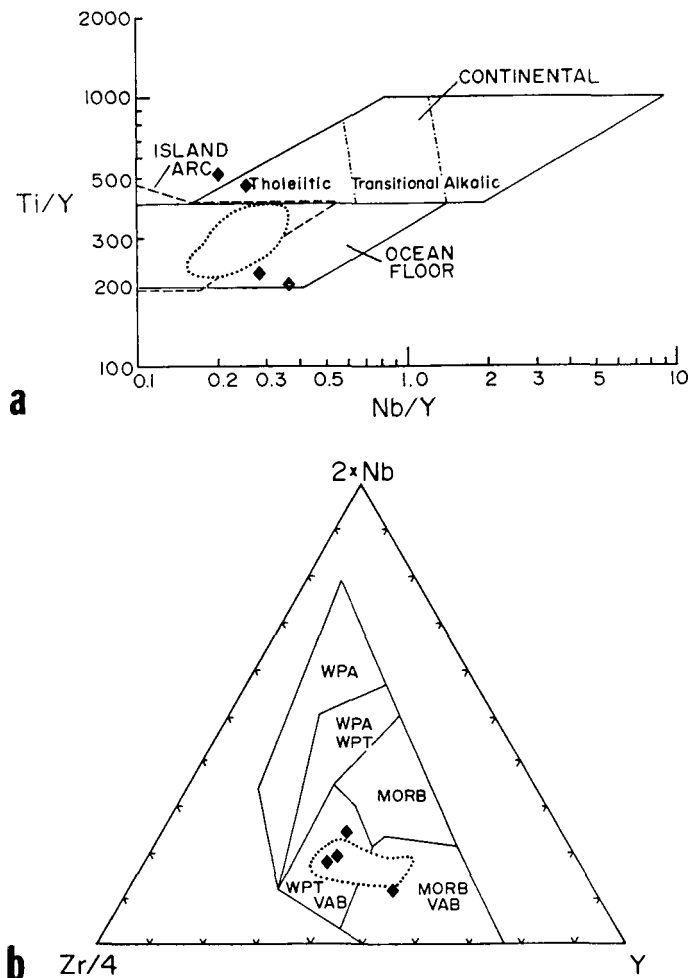 2000
1000
CONTINENTAL
ISLAND
ARC
500
Tholeiltic
Transitional Alkalic
Ti/Y
300
OCEAN
FLOOR
200
100
0.1
0.2
0.3
0.5
1.0
2
3
5
10
a
Nb/Y
2×Nb
WPA
WPA
WPT
MORB
WPT
VAB
MORB
VAB
b
Zr/4
Y